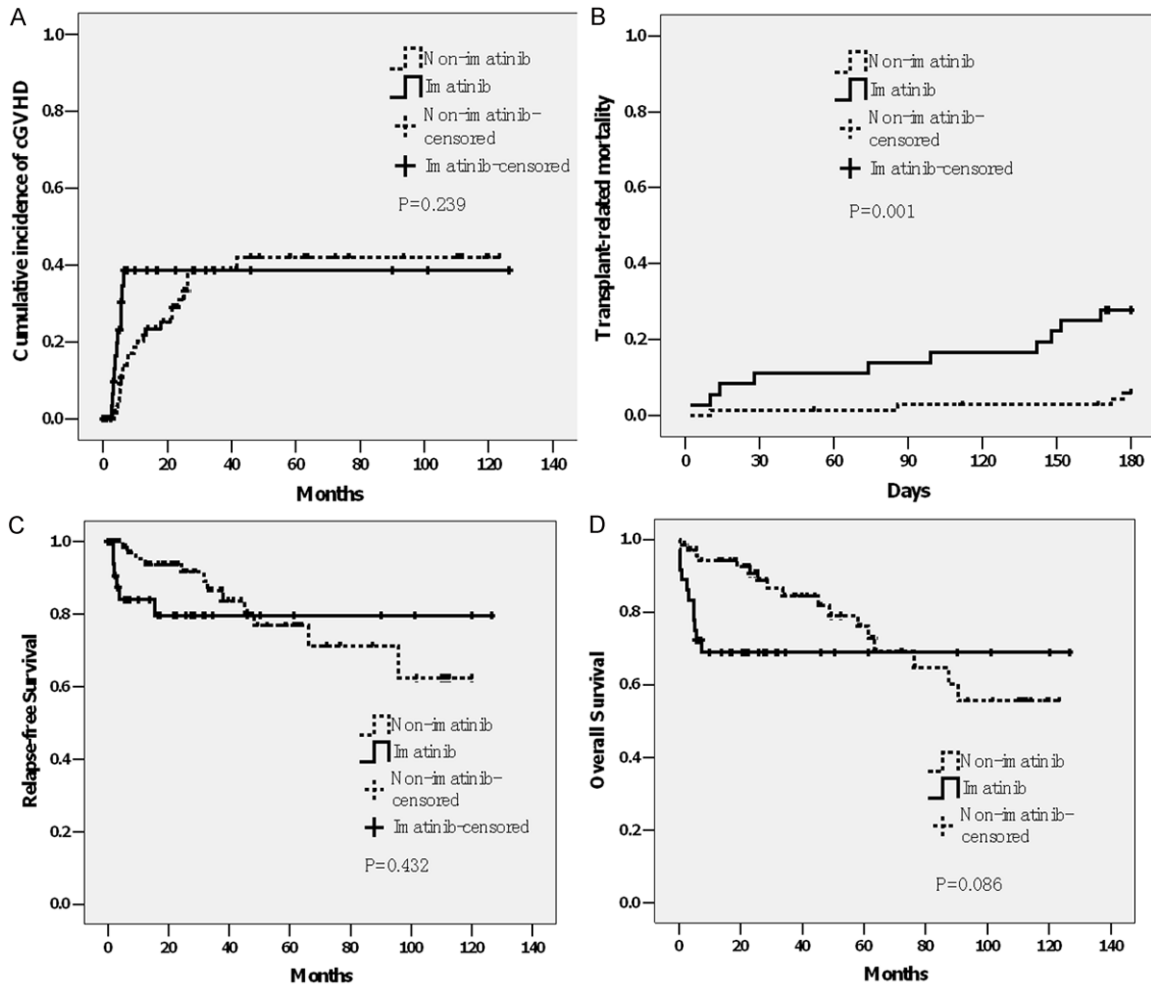 A
Cumulative incidence of cGVHD
1.0
0.8
0.6
0.4
0.2
0.0
Non-imatinib
Imatinib
Non-imatinib-
censored
Imatinib-censored
P=0.239
0 20 40 60 80 100 120 140
Months
B
Transplant-related mortality
1.0
0.8
0.6
0.4
0.2
0.0
Non-imatinib
Imatinib
Non-imatinib-
censored
Imatinib-censored
P=0.001
0 30 60 90 120 150 180
Days
C
Relapse-free Survival
1.0
0.8
0.6
0.4
0.2
0.0
Non-imatinib
Imatinib
Non-imatinib-
censored
Imatinib-censored
P=0.432
0 20 40 60 80 100 120 140
Months
D
Overall Survival
1.0
0.8
0.6
0.4
0.2
0.0
Non-imatinib
Imatinib
Non-imatinib-
censored
P=0.086
0 20 40 60 80 100 120 140
Months